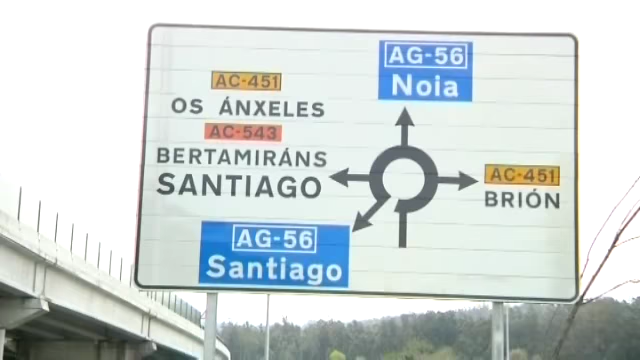 AG-56
Noia
AC-451
OS ÁNXELES
AC-543
BERTAMIRÁNS
SANTIAGO
AC-451
BRIÓN
AG-56
Santiago